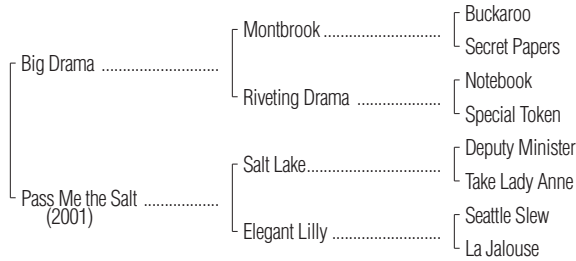 Buckaroo
Montbrook ..............................
Secret Papers
Big Drama ..............................
Notebook
Riveting Drama .....................
Special Token
Deputy Minister
Salt Lake..................................
Take Lady Anne
Pass Me the Salt ...................
(2001)
Seattle Slew
Elegant Lilly ...........................
La Jalouse